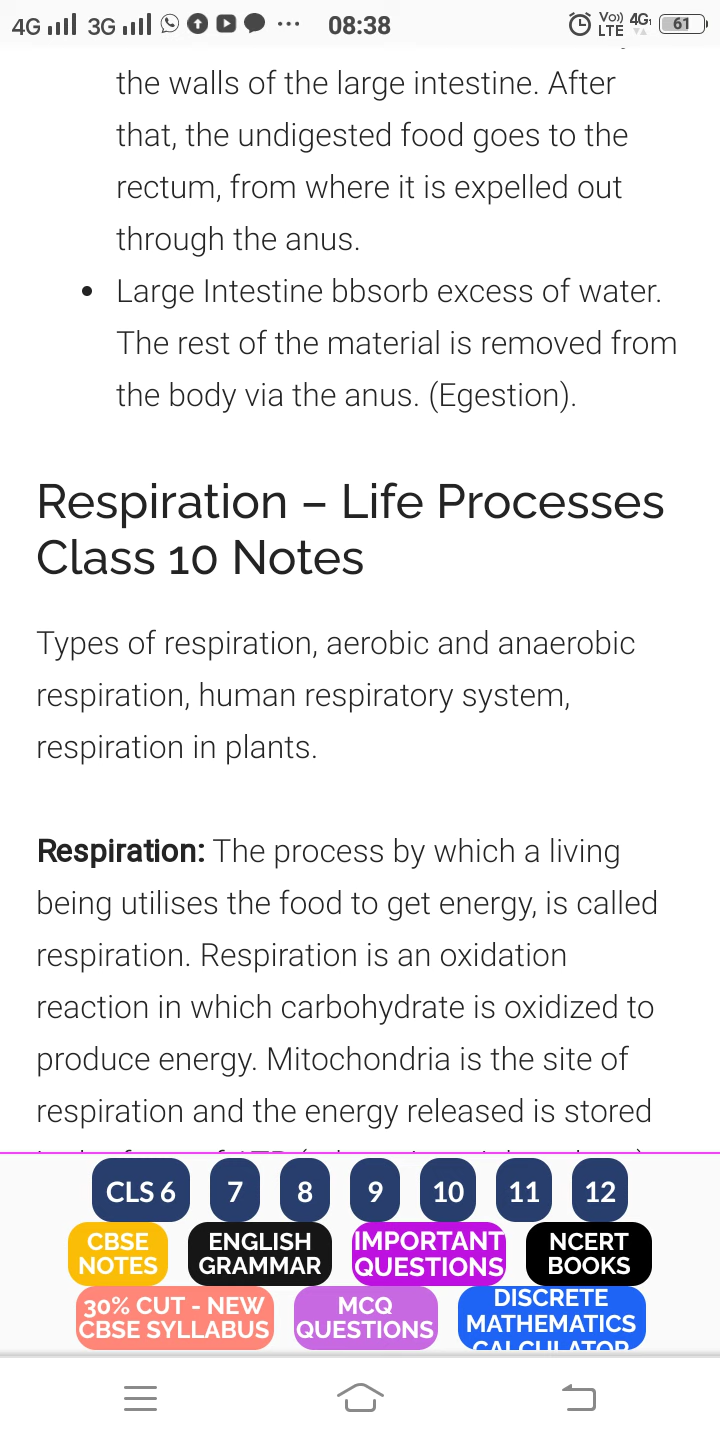 4G 3G ... 08:38 Vo)) LTE 4G 61
the walls of the large intestine. After
that, the undigested food goes to the
rectum, from where it is expelled out
through the anus.
• Large Intestine bbsorb excess of water.
The rest of the material is removed from
the body via the anus. (Egestion).
Respiration – Life Processes
Class 10 Notes
Types of respiration, aerobic and anaerobic
respiration, human respiratory system,
respiration in plants.
Respiration: The process by which a living
being utilises the food to get energy, is called
respiration. Respiration is an oxidation
reaction in which carbohydrate is oxidized to
produce energy. Mitochondria is the site of
respiration and the energy released is stored
CLS 6 7 8 9 10 11 12
CBSE NOTES
ENGLISH GRAMMAR
IMPORTANT QUESTIONS
NCERT BOOKS
30% CUT - NEW CBSE SYLLABUS
MCQ QUESTIONS
DISCRETE MATHEMATICS CALCULATOR